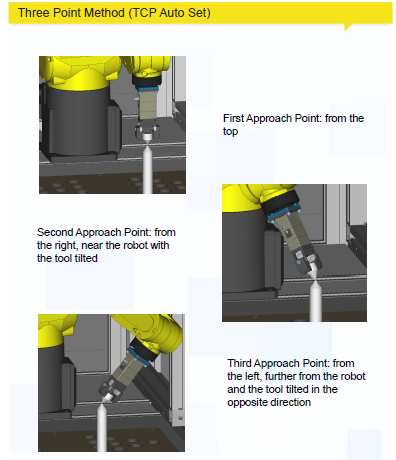 Three Point Method (TCP Auto Set)
First Approach Point: from the
top
Second Approach Point: from
the right, near the robot with
the tool tilted
Third Approach Point: from
the left, further from the robot
and the tool tilted in the
opposite direction